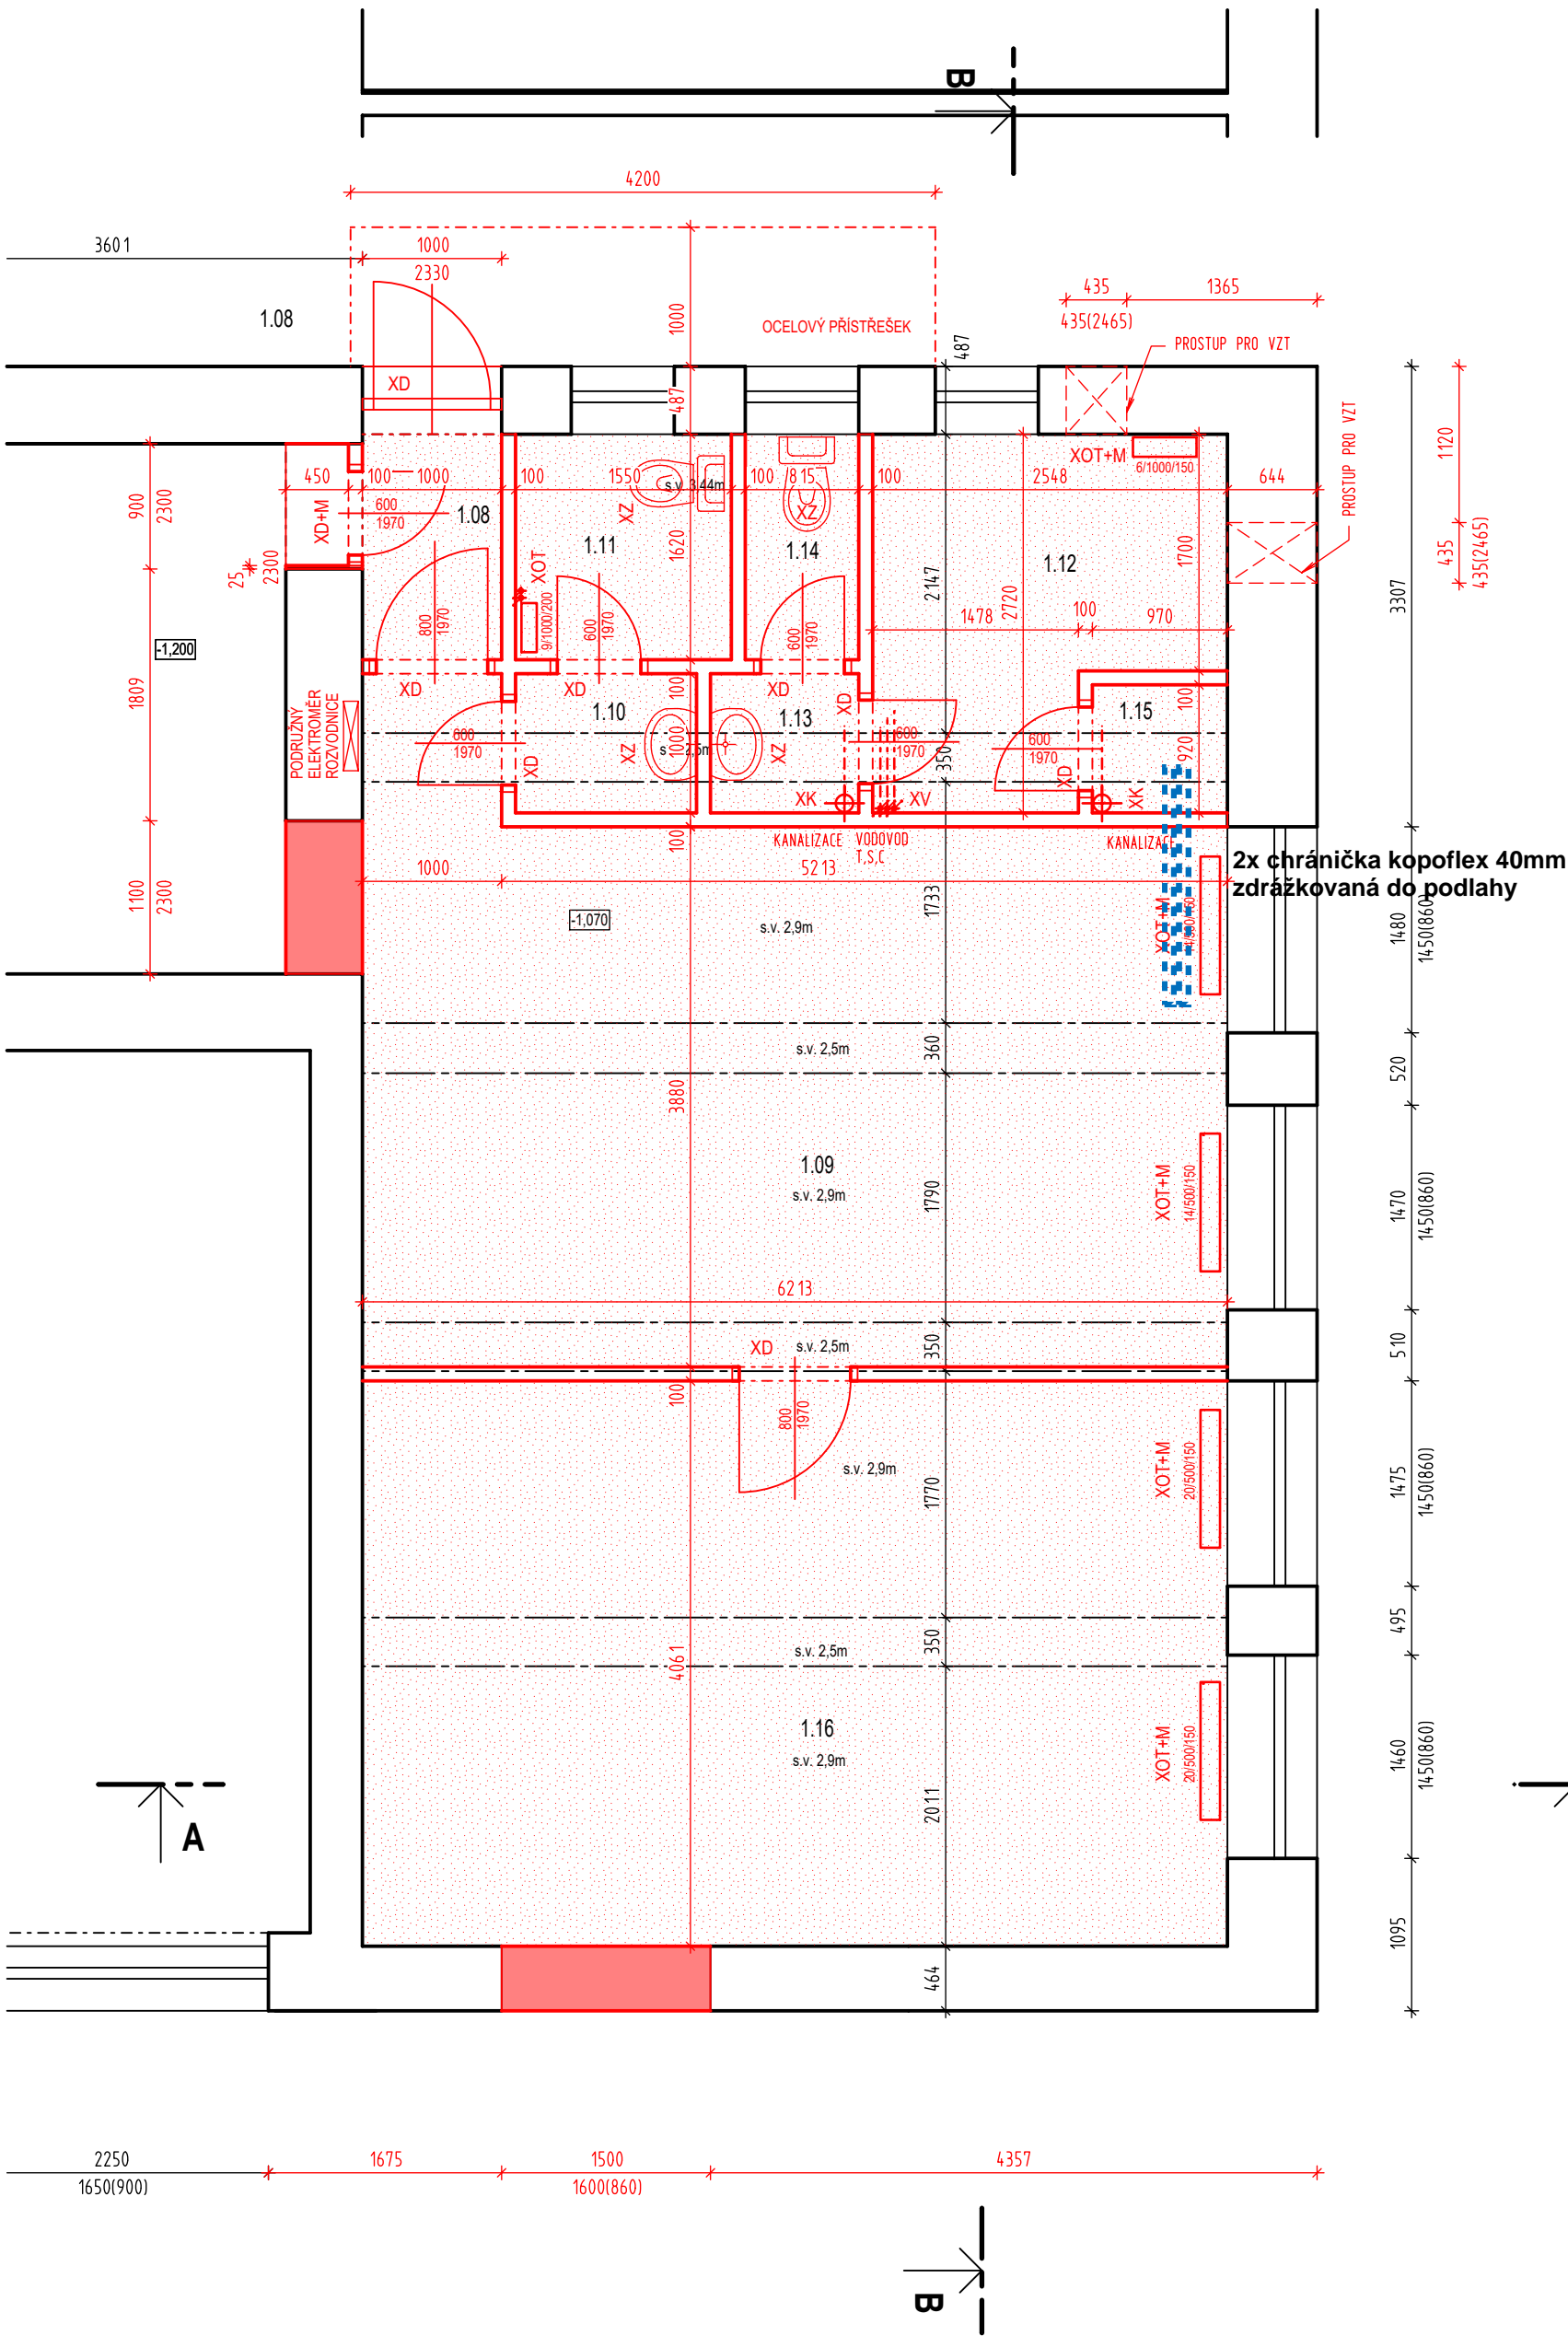 B
4200
3601
1000
2330
1.08
1000
OCELOVÝ PŘÍSTŘEŠEK
487
435
1365
435(2465)
PROSTUP PRO VZT
XD
487
PROSTUP PRO VZT
1120
435
435(2465)
XOT+M
6/1000/150
450
100
1000
100
1550
s.v. 3,44m
100
815
100
2548
644
900
2300
XD+M
600
1970
1.08
XZ
XZ
1.11
1620
1.14
1.12
1700
2147
2720
25
2300
XOT
9/1000/200
800
1970
600
1970
600
1970
1478
100
970
3307
-1,200
1809
PODRUŽNÝ
ELEKTROMĚR
ROZVODNICE
XD
XD
XD
XD
100
100
1.10
1.13
1.15
XZ
XZ
1000
600
1970
XD
600
1970
350
600
1970
XD
920
XK
XV
XK
100
KANALIZACE
VODOVOD
T,S,C
KANALIZACE
2x chránička kopoflex 40mm
zdrážkovaná do podlahy
1000
5213
1100
2300
-1,070
s.v. 2,9m
1733
XOT+M
1480
1450(860)
s.v. 2,5m
360
520
3880
1.09
s.v. 2,9m
1790
XOT+M
14/500/150
1470
1450(860)
6213
XD
s.v. 2,5m
350
510
100
800
1970
s.v. 2,9m
1770
XOT+M
20/500/150
1475
1450(860)
s.v. 2,5m
350
495
4061
1.16
s.v. 2,9m
2011
XOT+M
20/500/150
1460
1450(860)
A
464
1095
2250
1650(900)
1675
1500
1600(860)
4357
B